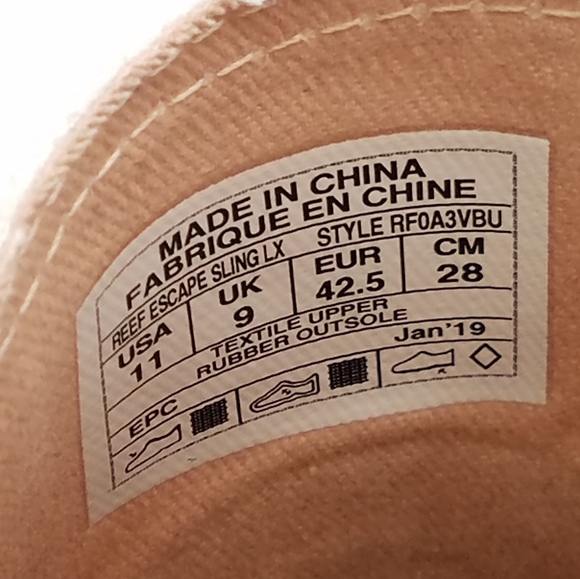 MADE IN CHINA
FABRIQUE EN CHINE
REEF ESCAPE SLING LX STYLE RF0A3VBU
USA UK EUR CM
11 9 42.5 28
TEXTILE UPPER
RUBBER OUTSOLE
Jan'19
EPC